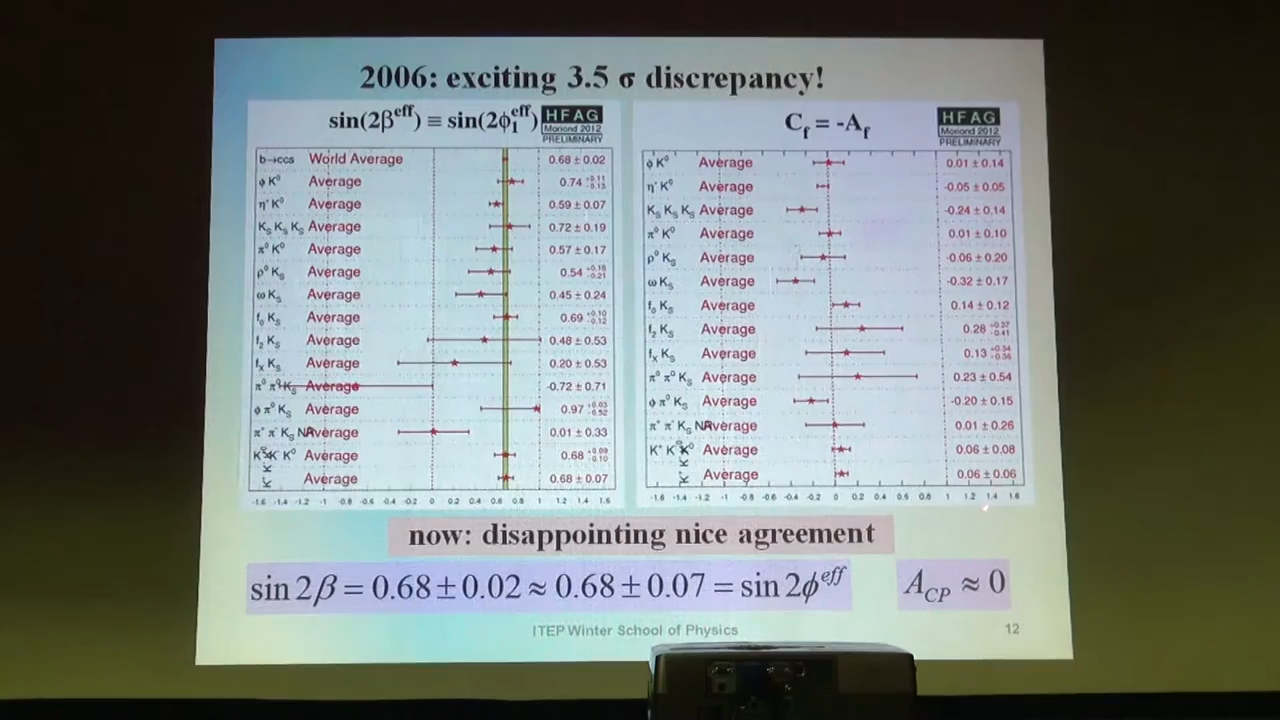 2006: exciting 3.5 σ discrepancy!
sin(2β^eff) ≡ sin(2ϕ₁^eff)
HFAG
Moriond 2012
PRELIMINARY
b→ccs World Average 0.68 ± 0.02
ϕ K⁰ Average 0.74 +0.11 -0.13
η′ K⁰ Average 0.59 ± 0.07
K_S K_S K_S Average 0.72 ± 0.19
π⁰ K⁰ Average 0.57 ± 0.17
ρ⁰ K_S Average 0.54 +0.18 -0.21
ω K_S Average 0.45 ± 0.24
f₀ K_S Average 0.69 +0.10 -0.12
f₂ K_S Average 0.48 ± 0.53
f_X K_S Average 0.20 ± 0.53
π⁰ π⁰ K_S Average -0.72 ± 0.71
ϕ π⁰ K_S Average 0.97 +0.03 -0.52
π⁺ π⁻ K_S NR Average 0.01 ± 0.33
Average 0.68 +0.09 -0.10
Average 0.68 ± 0.07
-1.6 -1.4 -1.2 -1 -0.8 -0.6 -0.4 -0.2 0 0.2 0.4 0.6 0.8 1 1.2 1.4 1.6
C_f = -A_f
HFAG
Moriond 2012
PRELIMINARY
ϕ K⁰ Average 0.01 ± 0.14
η′ K⁰ Average -0.05 ± 0.05
K_S K_S K_S Average -0.24 ± 0.14
π⁰ K⁰ Average 0.01 ± 0.10
ρ⁰ K_S Average -0.06 ± 0.20
ω K_S Average -0.32 ± 0.17
f₀ K_S Average 0.14 ± 0.12
f₂ K_S Average 0.28 +0.37 -0.41
f_X K_S Average 0.13 +0.34 -0.36
π⁰ π⁰ K_S Average 0.23 ± 0.54
ϕ π⁰ K_S Average -0.20 ± 0.15
π⁺ π⁻ K_S NR Average 0.01 ± 0.26
Average 0.06 ± 0.08
Average 0.06 ± 0.06
-1.6 -1.4 -1.2 -1 -0.8 -0.6 -0.4 -0.2 0 0.2 0.4 0.6 0.8 1 1.2 1.4 1.6
now: disappointing nice agreement
sin 2β = 0.68 ± 0.02 ≈ 0.68 ± 0.07 = sin 2ϕ^eff
A_CP ≈ 0
ITEP Winter School of Physics
12